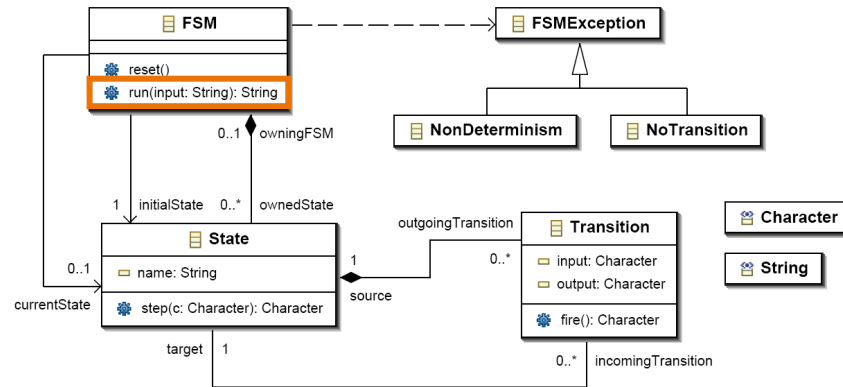 FSM
FSMException
reset()
run(input: String): String
NonDeterminism
NoTransition
0..1
owningFSM
1
initialState
0..*
ownedState
outgoingTransition
State
Transition
Character
name: String
0..1
1
0..*
input: Character
output: Character
String
currentState
source
step(c: Character): Character
fire(): Character
target
1
0..*
incomingTransition